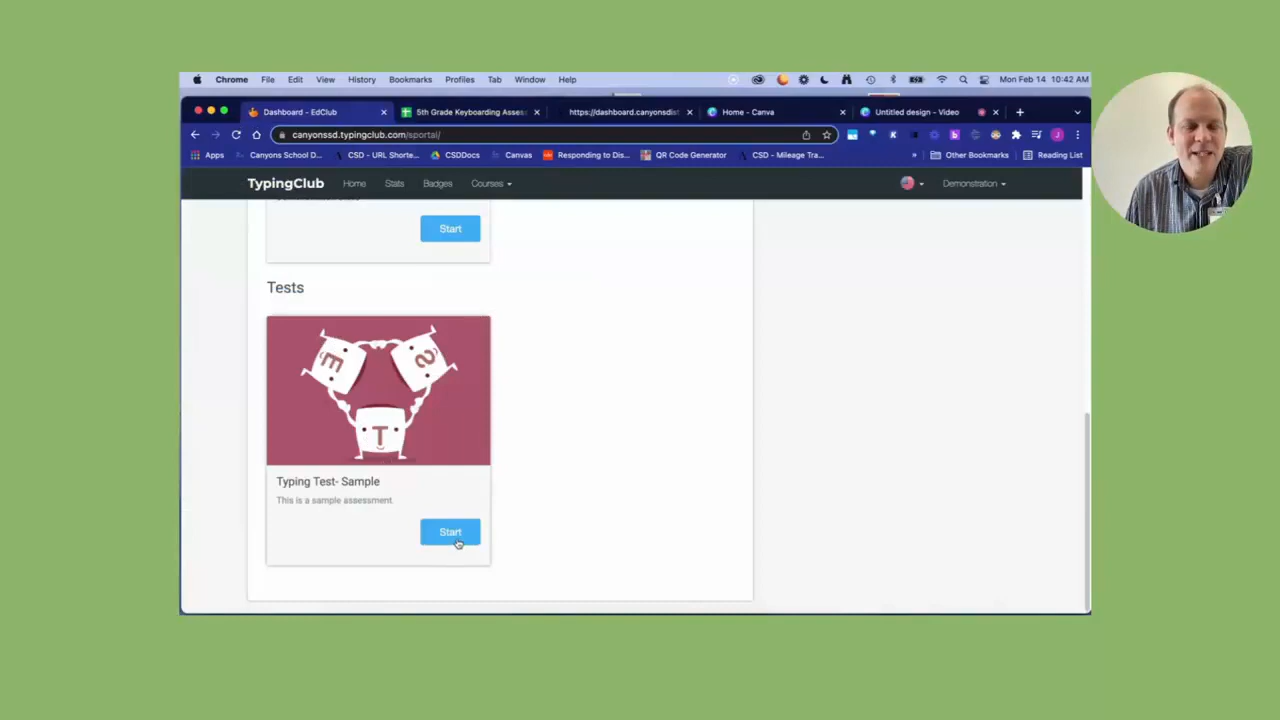 Chrome File Edit View History Bookmarks Profiles Tab Window Help Mon Feb 14 10:42 AM
Dashboard - EdClub 5th Grade Keyboarding Asses https://dashboard.canyonsdist Home - Canva Untitled design - Video
canyonssd.typingclub.com/sportal/
Apps Canyons School D... CSD - URL Shorte... CSDDocs Canvas Responding to Dis... QR Code Generator CSD - Mileage Tra... » Other Bookmarks Reading List
TypingClub Home Stats Badges Courses Demonstration
Start
Tests
E S
T
Typing Test- Sample
This is a sample assessment.
Start